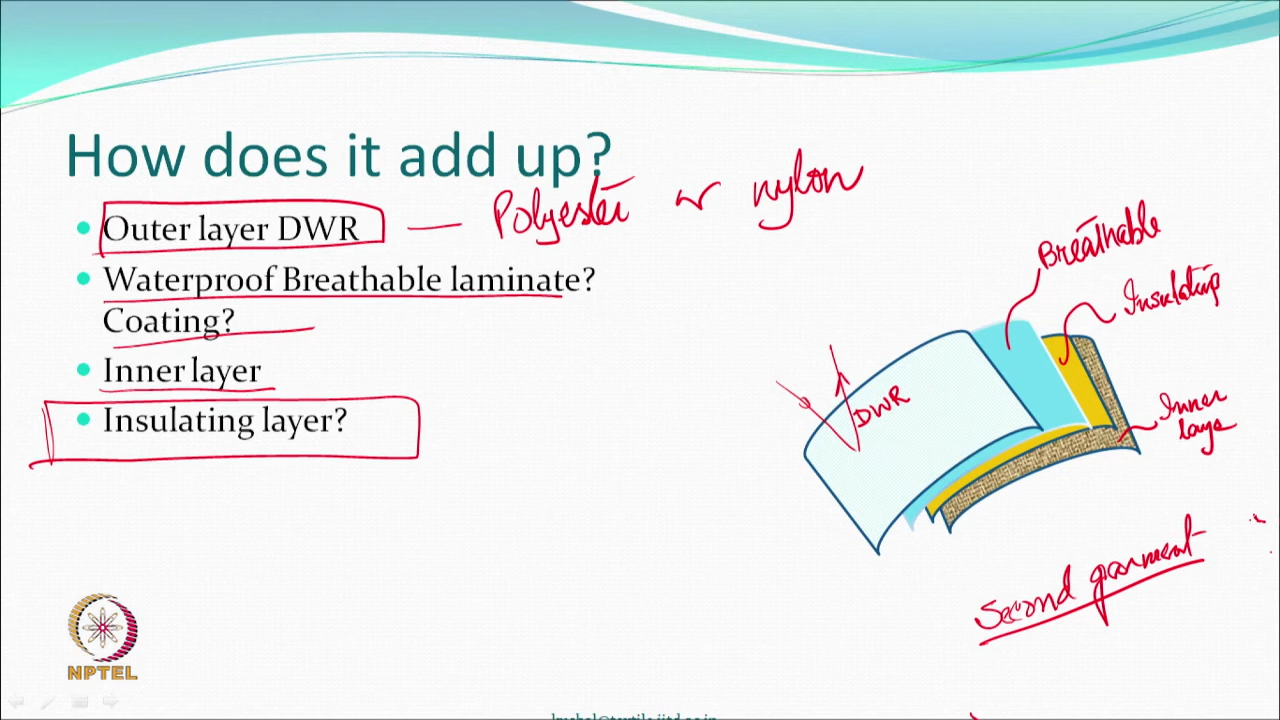 How does it add up?
Outer layer DWR — Polyester or nylon
Waterproof Breathable laminate?
Coating?
Inner layer
Insulating layer?
Breathable
Insulating
DWR
Inner
layer
Second garment
NPTEL